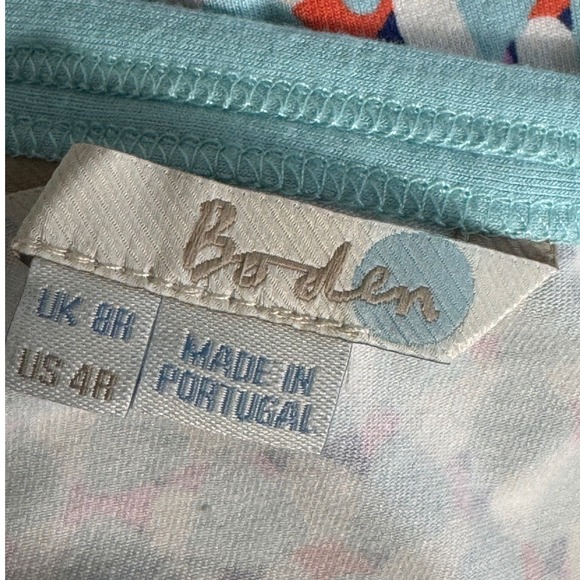 Boden
UK 8R
US 4R
MADE IN
PORTUGAL